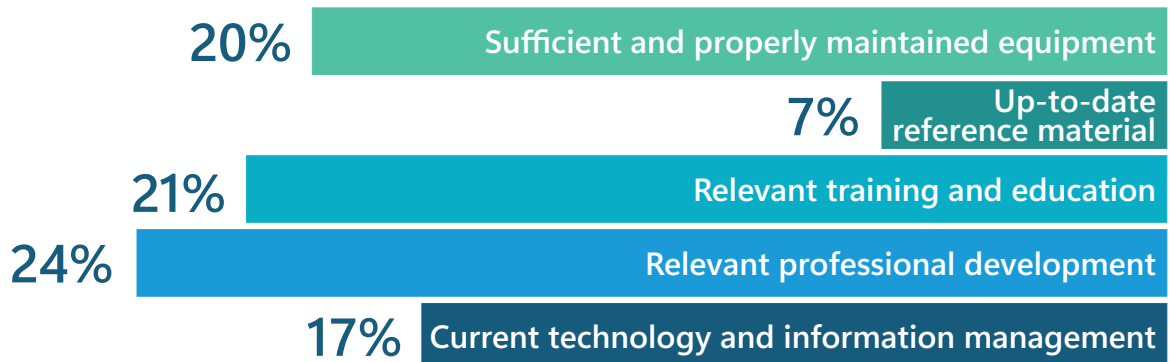 20% Sufficient and properly maintained equipment
7% Up-to-date
reference material
21% Relevant training and education
24% Relevant professional development
17% Current technology and information management